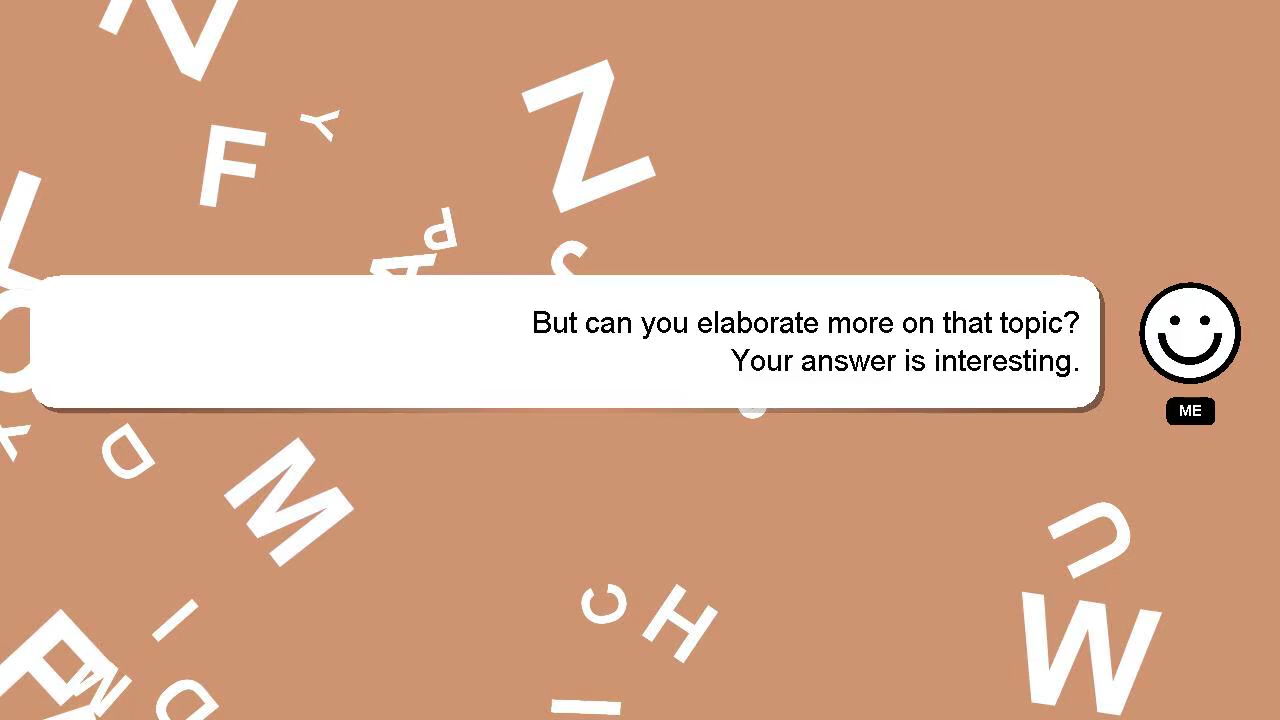 N
Z
F
Y
L
P
A
S
But can you elaborate more on that topic?
Your answer is interesting.
ME
Y
D
M
U
C
H
I
W
P
M
D
I